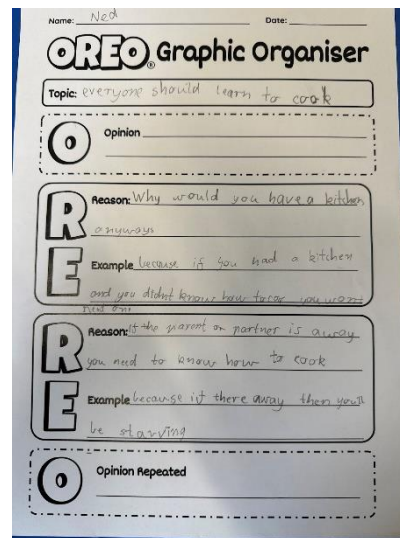 Name: Ned Date:
OREO® Graphic Organiser
Topic: everyone should learn to cook
O Opinion
R Reason: Why would you have a kitchen
anyways
E Example because if you had a kitchen
and you didnt know how to you want
need one
R Reason: If the parent or partner is away
you need to know how to cook
E Example because if there away then you'll
be starving
O Opinion Repeated